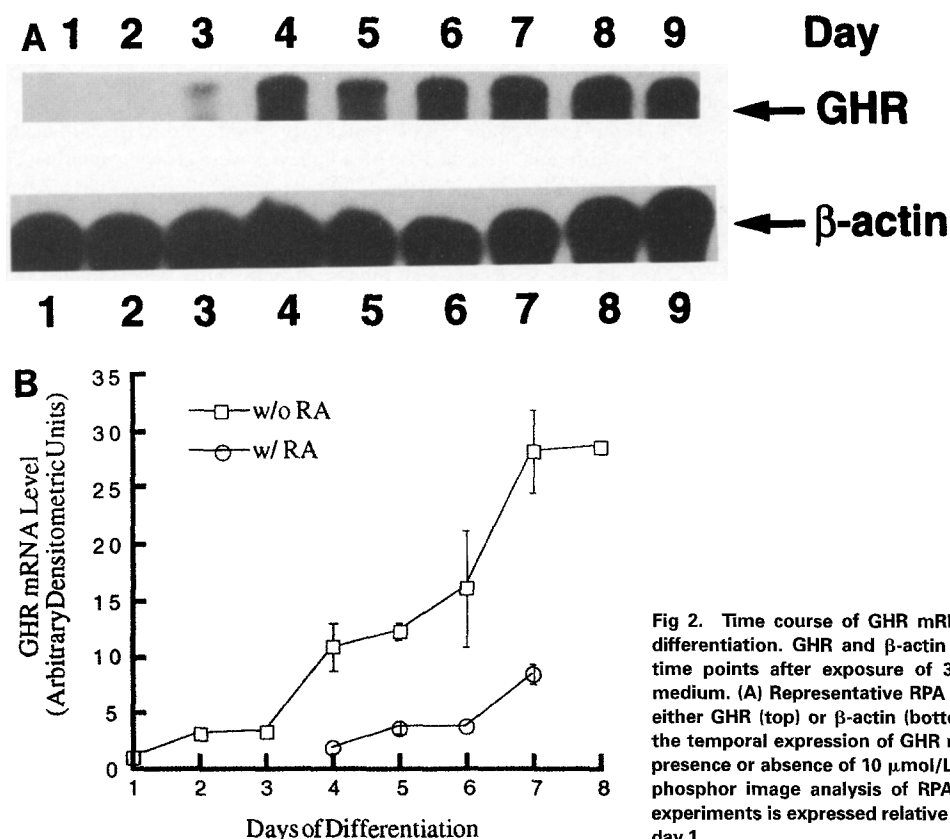 A 1 2 3 4 5 6 7 8 9 Day
GHR
β-actin
1 2 3 4 5 6 7 8 9
B
GHR mRNA Level
(Arbitrary Densitometric Units)
35
30
25
20
15
10
5
0
w/o RA
w/ RA
1 2 3 4 5 6 7 8
Days of Differentiation
Fig 2. Time course of GHR
differentiation. GHR and β-actin
time points after exposure of
medium. (A) Representative RPA
either GHR (top) or β-actin
the temporal expression of GHR
presence or absence of 10 μmol/L
phosphor image analysis of
experiments is expressed relative
day 1